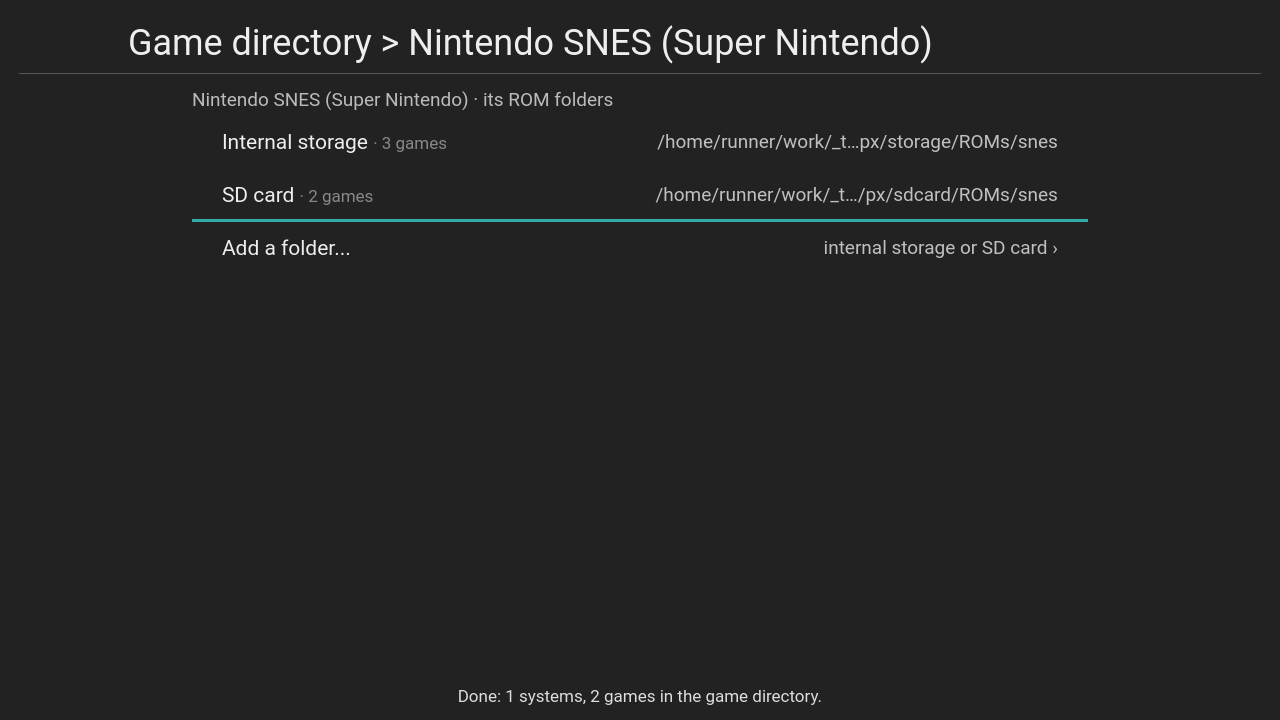 Game directory > Nintendo SNES (Super Nintendo)
Nintendo SNES (Super Nintendo) · its ROM folders
Internal storage · 3 games /home/runner/work/_t…px/storage/ROMs/snes
SD card · 2 games /home/runner/work/_t…/px/sdcard/ROMs/snes
Add a folder... internal storage or SD card ›
Done: 1 systems, 2 games in the game directory.